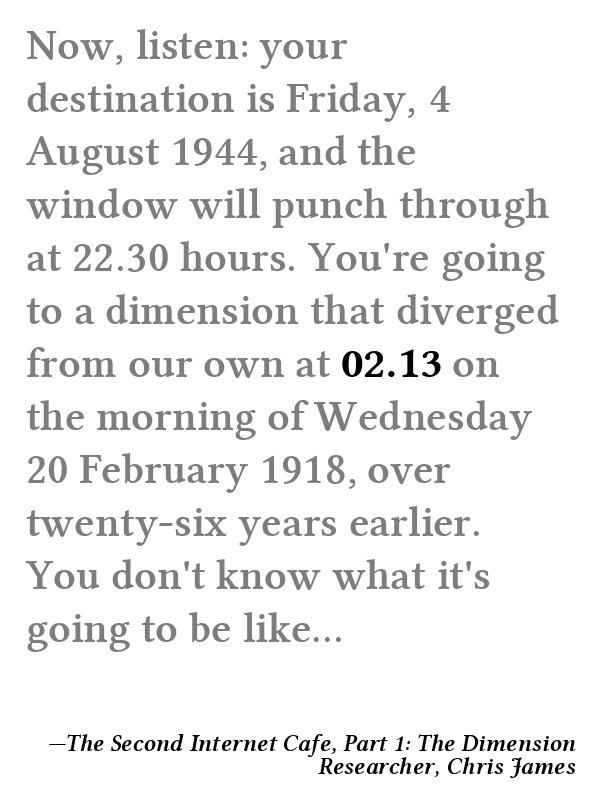 Now, listen: your
destination is Friday, 4
August 1944, and the
window will punch through
at 22.30 hours. You're going
to a dimension that diverged
from our own at 02.13 on
the morning of Wednesday
20 February 1918, over
twenty-six years earlier.
You don't know what it's
going to be like...
—The Second Internet Cafe, Part 1: The Dimension
Researcher, Chris James